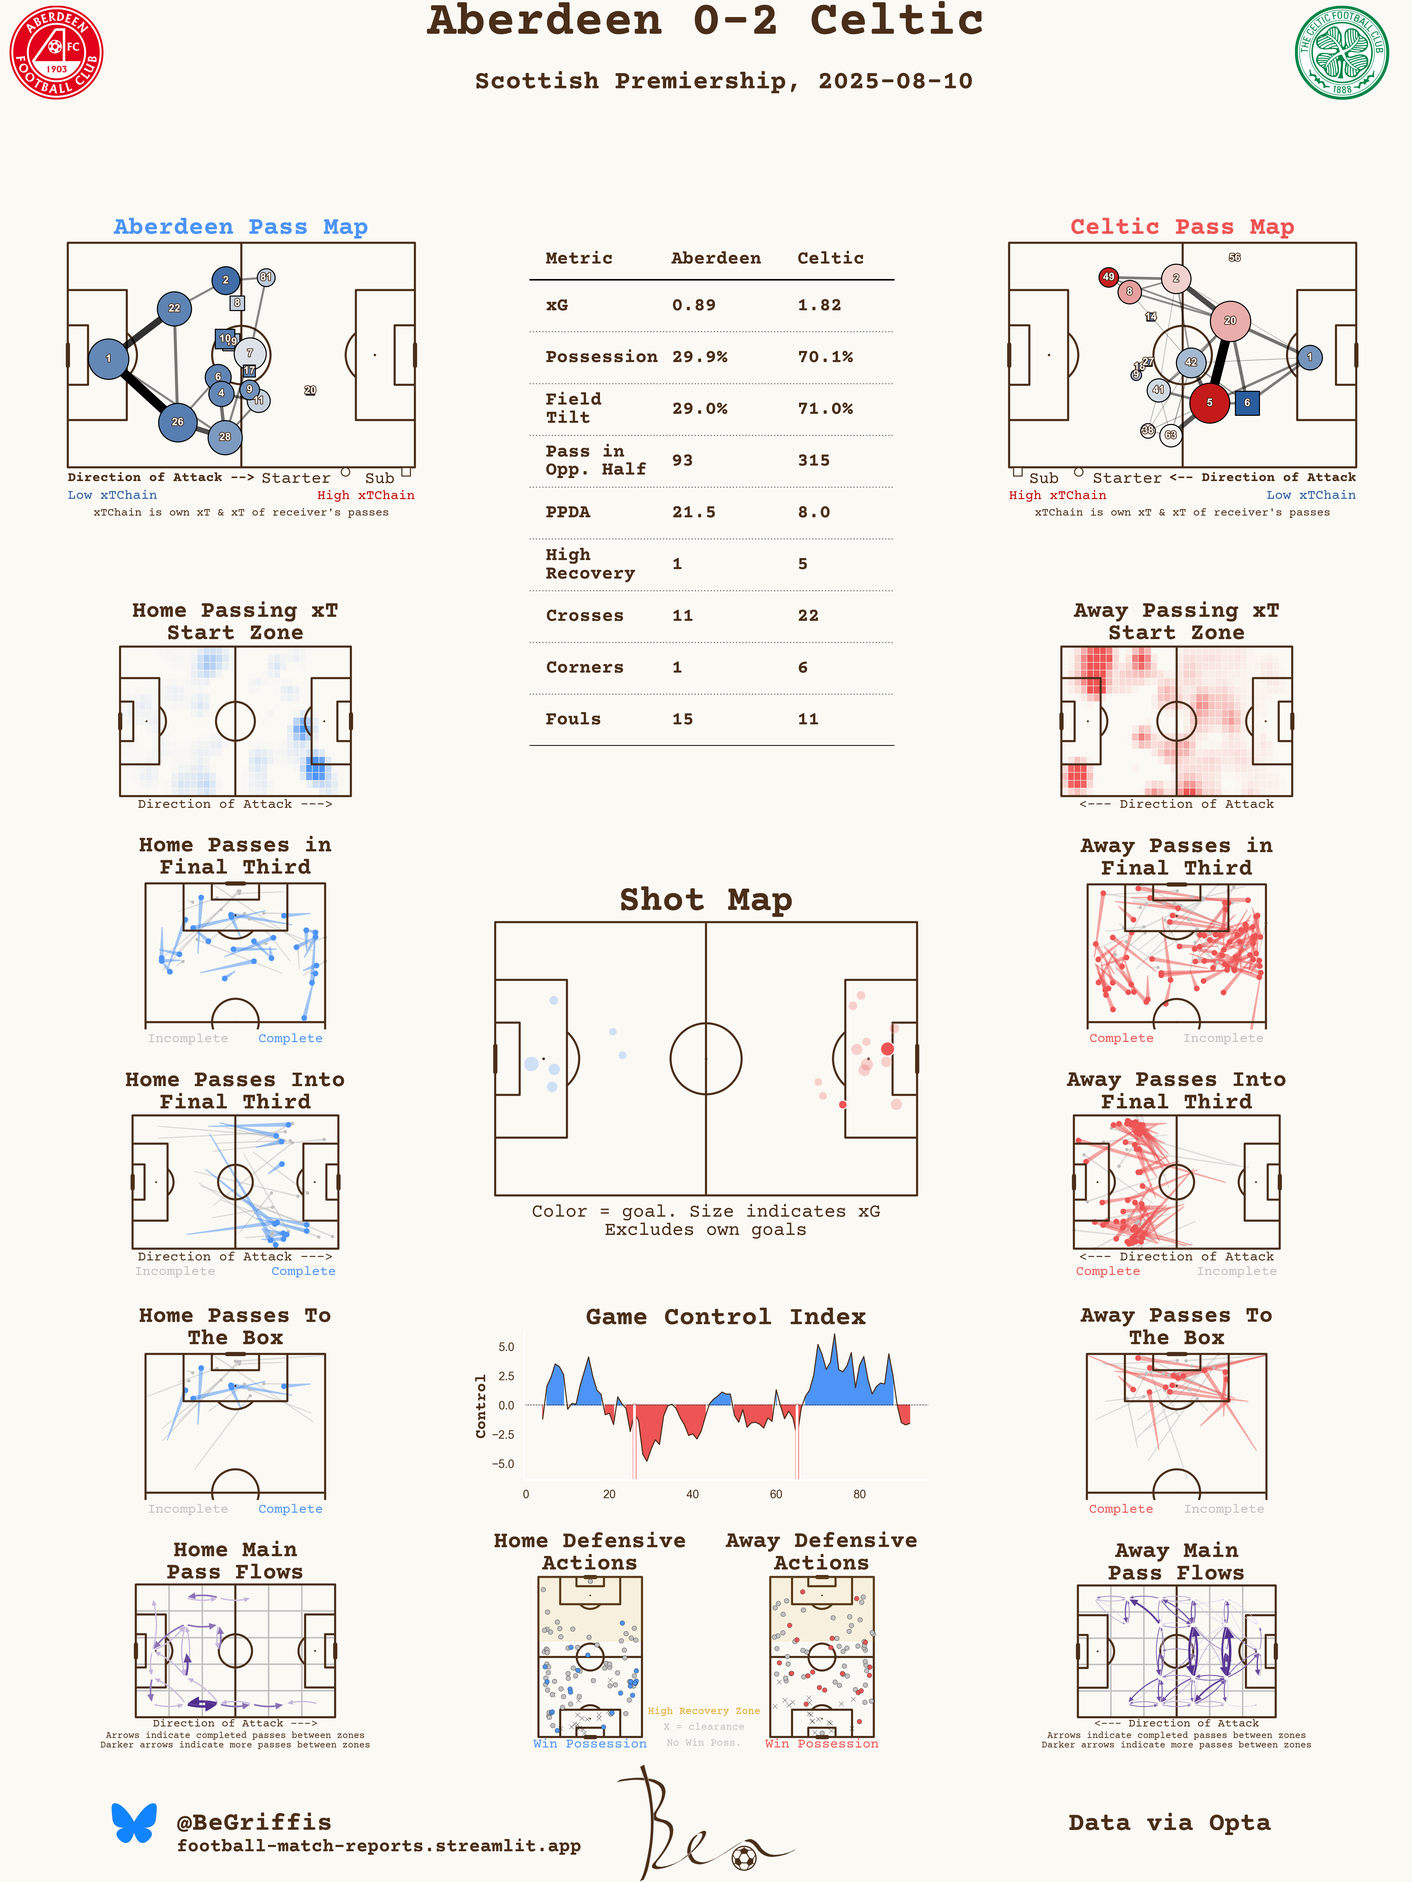 Aberdeen 0-2 Celtic
Scottish Premiership, 2025-08-10
ABERDEEN
FC
1903
FOOTBALL CLUB
THE CELTIC FOOTBALL CLUB
1888
Aberdeen Pass Map
2
81
8
22
10
7
1
17
6
4
9
11
20
26
28
Direction of Attack --> Starter Sub
Low xTChain High xTChain
xTChain is own xT & xT of receiver's passes
Metric Aberdeen Celtic
xG 0.89 1.82
Possession 29.9% 70.1%
Field
Tilt 29.0% 71.0%
Pass in
Opp. Half 93 315
PPDA 21.5 8.0
High
Recovery 1 5
Crosses 11 22
Corners 1 6
Fouls 15 11
Celtic Pass Map
56
49
2
8
14
20
27
42
1
9
41
5
6
38
63
Sub Starter <-- Direction of Attack
High xTChain Low xTChain
xTChain is own xT & xT of receiver's passes
Home Passing xT
Start Zone
Direction of Attack --->
Away Passing xT
Start Zone
<--- Direction of Attack
Home Passes in
Final Third
Incomplete Complete
Away Passes in
Final Third
Complete Incomplete
Shot Map
Color = goal. Size indicates xG
Excludes own goals
Home Passes Into
Final Third
Direction of Attack --->
Incomplete Complete
Away Passes Into
Final Third
<--- Direction of Attack
Complete Incomplete
Home Passes To
The Box
Incomplete Complete
Game Control Index
Control
5.0
2.5
0.0
−2.5
−5.0
0 20 40 60 80
Away Passes To
The Box
Complete Incomplete
Home Main
Pass Flows
Direction of Attack --->
Arrows indicate completed passes between zones
Darker arrows indicate more passes between zones
Home Defensive
Actions
Win Possession
Away Defensive
Actions
Win Possession
High Recovery Zone
X = clearance
No Win Poss.
Away Main
Pass Flows
<--- Direction of Attack
Arrows indicate completed passes between zones
Darker arrows indicate more passes between zones
@BeGriffis
football-match-reports.streamlit.app
Ben
Data via Opta